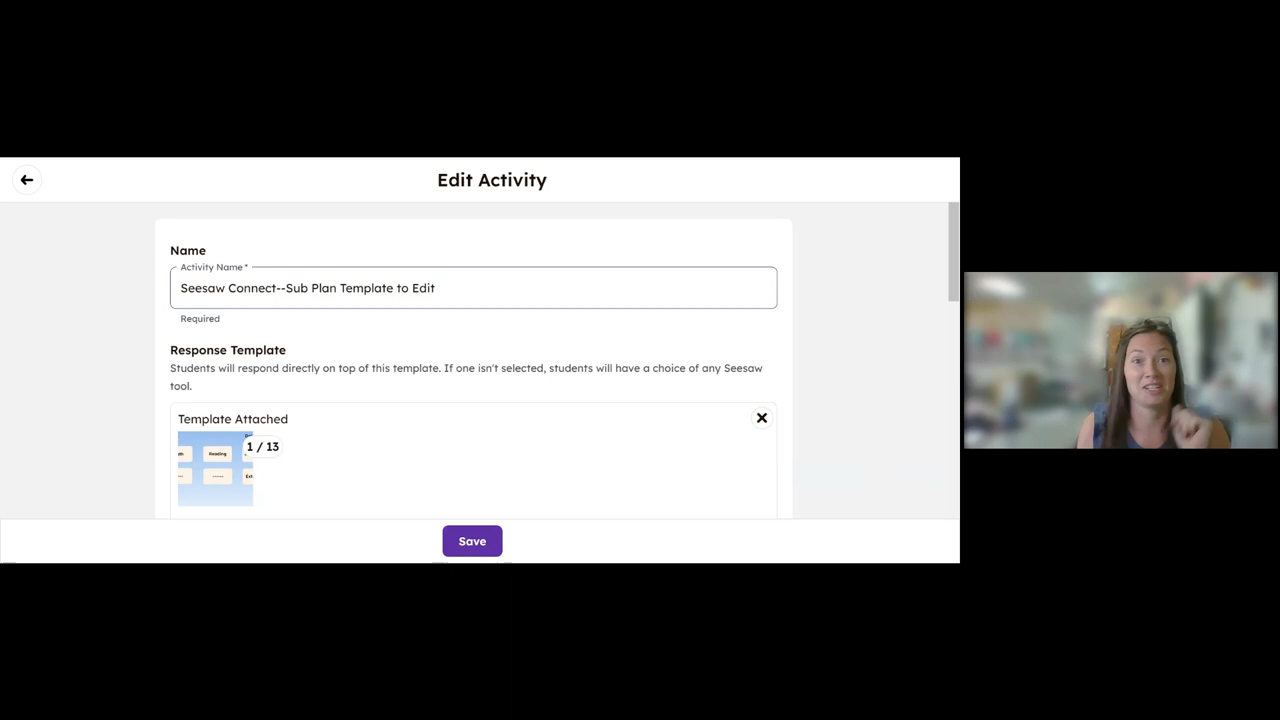 Edit Activity
Name
Activity Name *
Seesaw Connect--Sub Plan Template to Edit
Required
Response Template
Students will respond directly on top of this template. If one isn't selected, students will have a choice of any Seesaw
tool.
Template Attached
1 / 13
Reading
Save